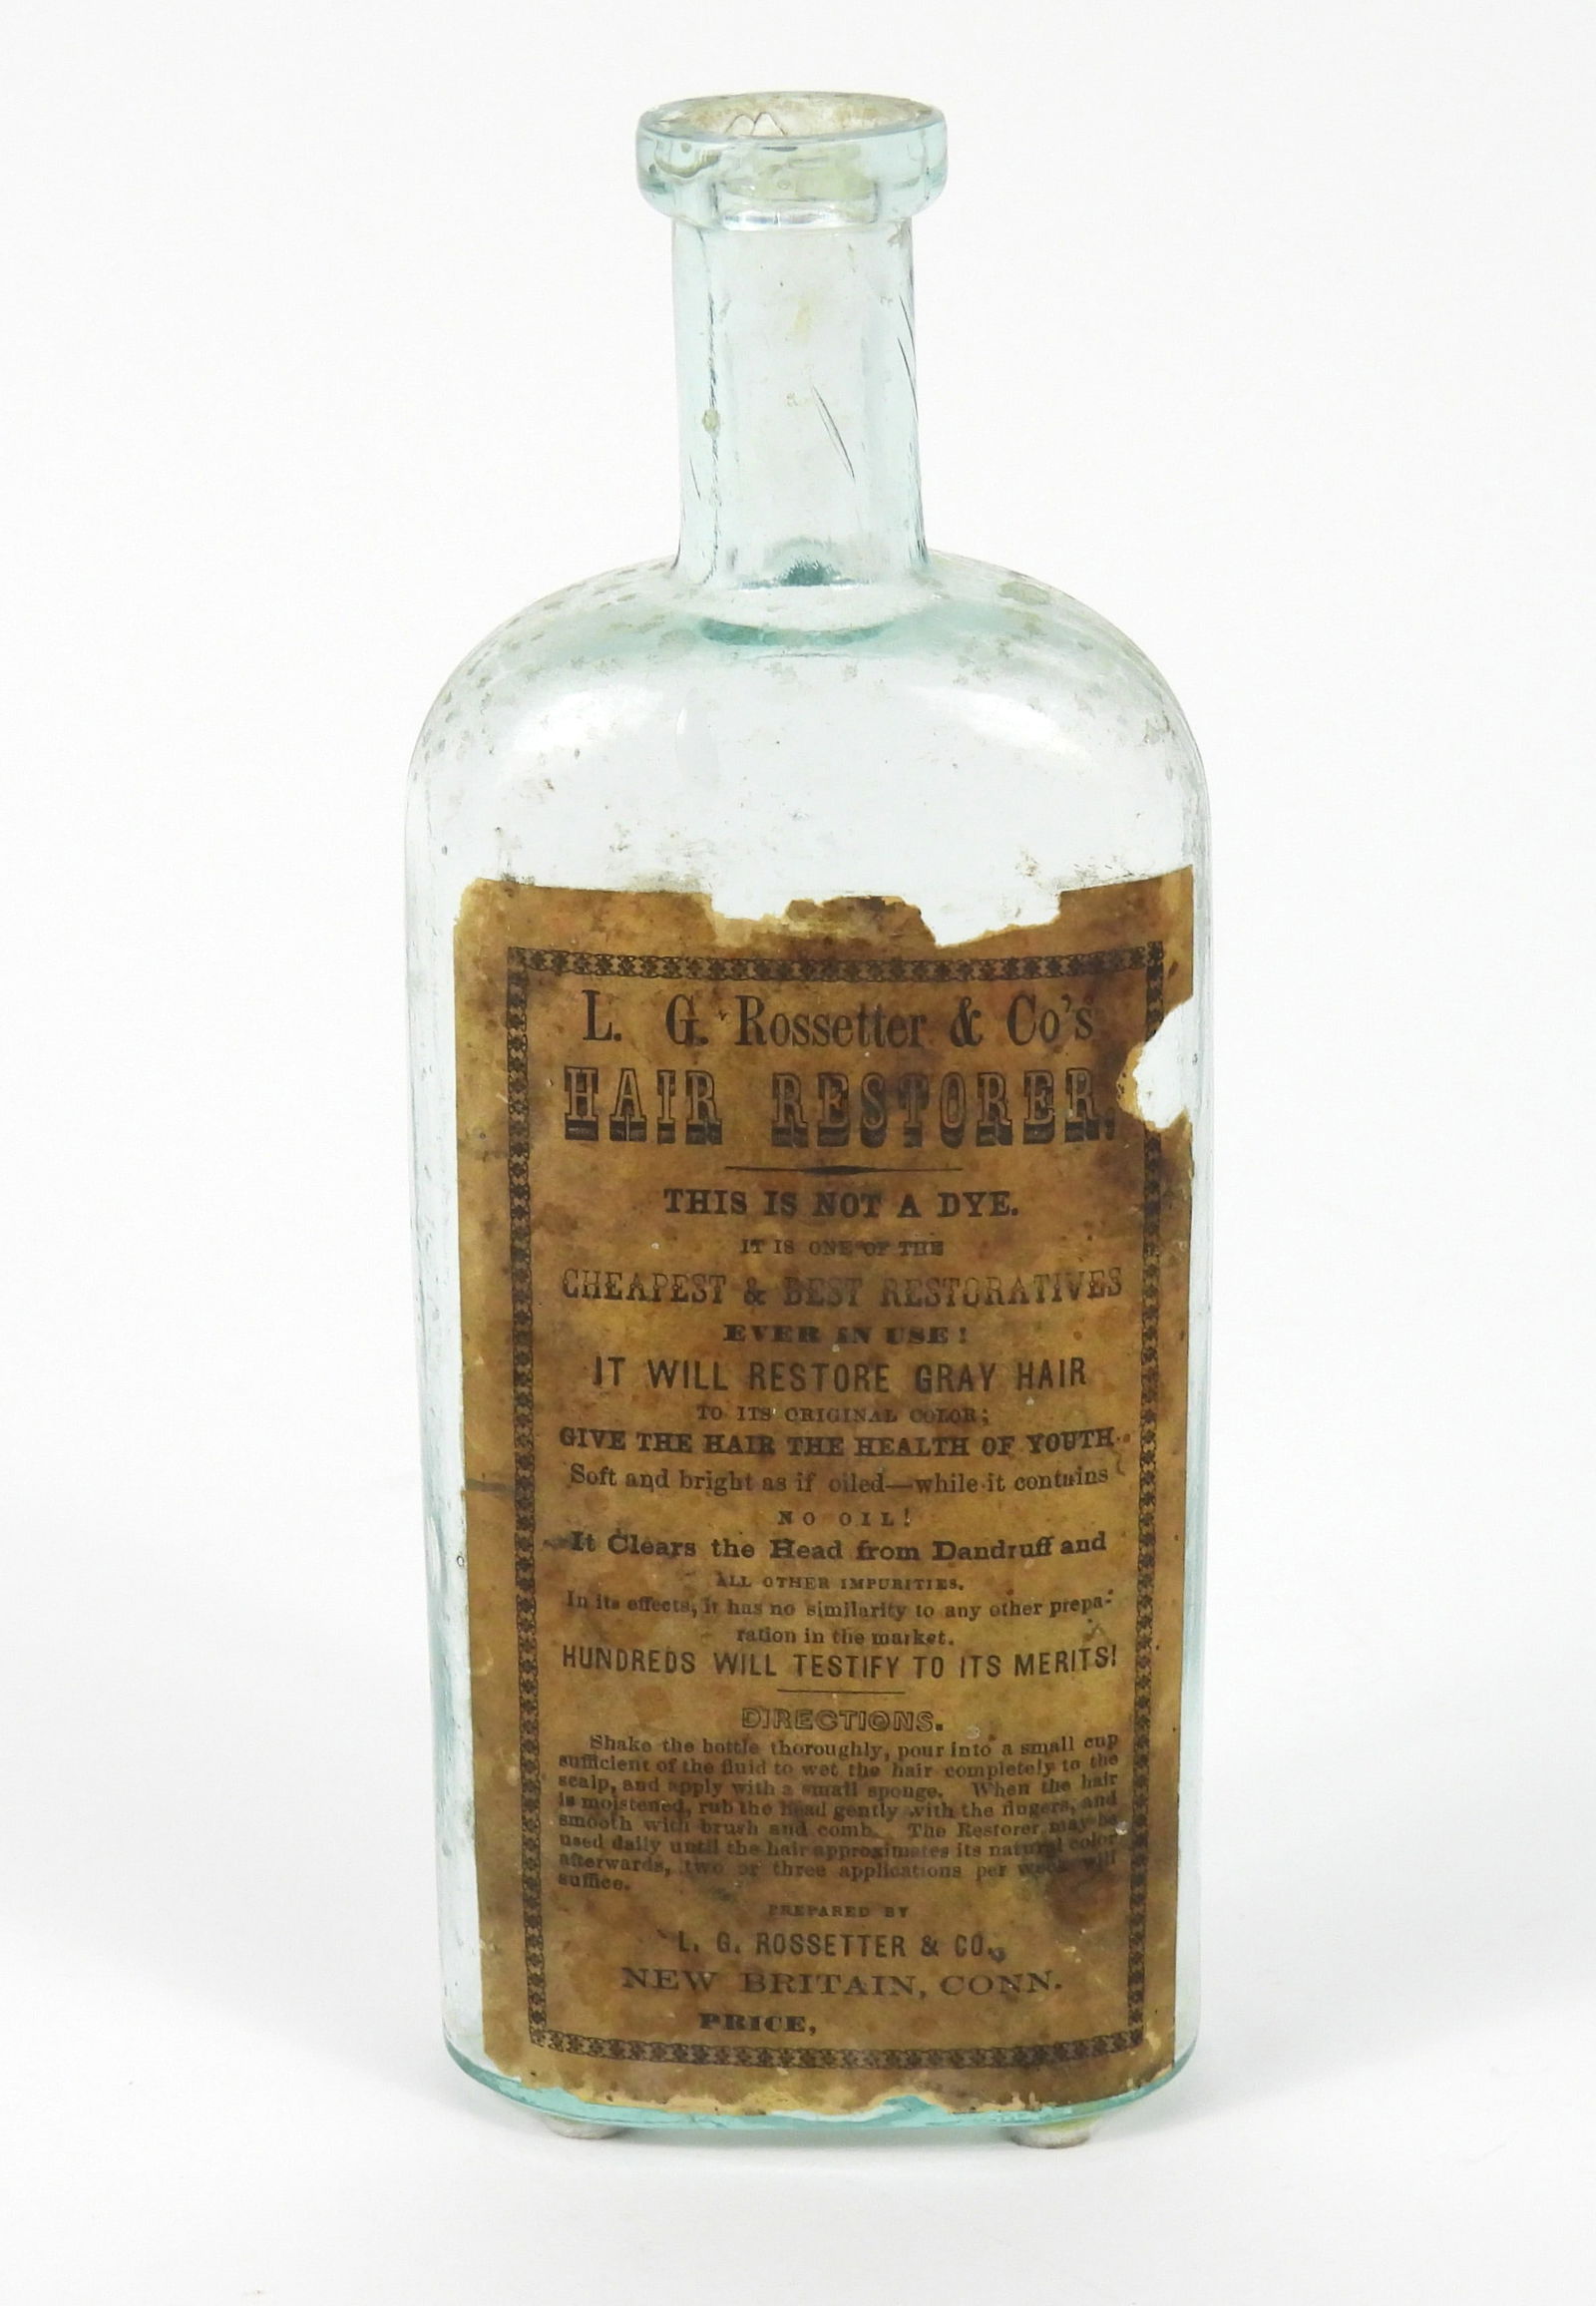 L. G. Rossetter & Co's
HAIR RESTORER.
THIS IS NOT A DYE.
IT IS ONE OF THE
CHEAPEST & BEST RESTORATIVES
EVER IN USE!
IT WILL RESTORE GRAY HAIR
TO ITS ORIGINAL COLOR;
GIVE THE HAIR THE HEALTH OF YOUTH
Soft and bright as if oiled—while it contains
NO OIL!
It Clears the Head from Dandruff and
ALL OTHER IMPURITIES.
In its effects, it has no similarity to any other prepa-
ration in the market.
HUNDREDS WILL TESTIFY TO ITS MERITS!
DIRECTIONS.
Shake the bottle thoroughly, pour into a small cup
sufficient of the fluid to wet the hair completely to the
scalp, and apply with a small sponge. When the hair
is moistened, rub the head gently with the fingers, and
smooth with brush and comb. The Restorer may be
used daily until the hair approximates its natural color
afterwards, two or three applications per week will
suffice.
PREPARED BY
L. G. ROSSETTER & CO.,
NEW BRITAIN, CONN.
PRICE,